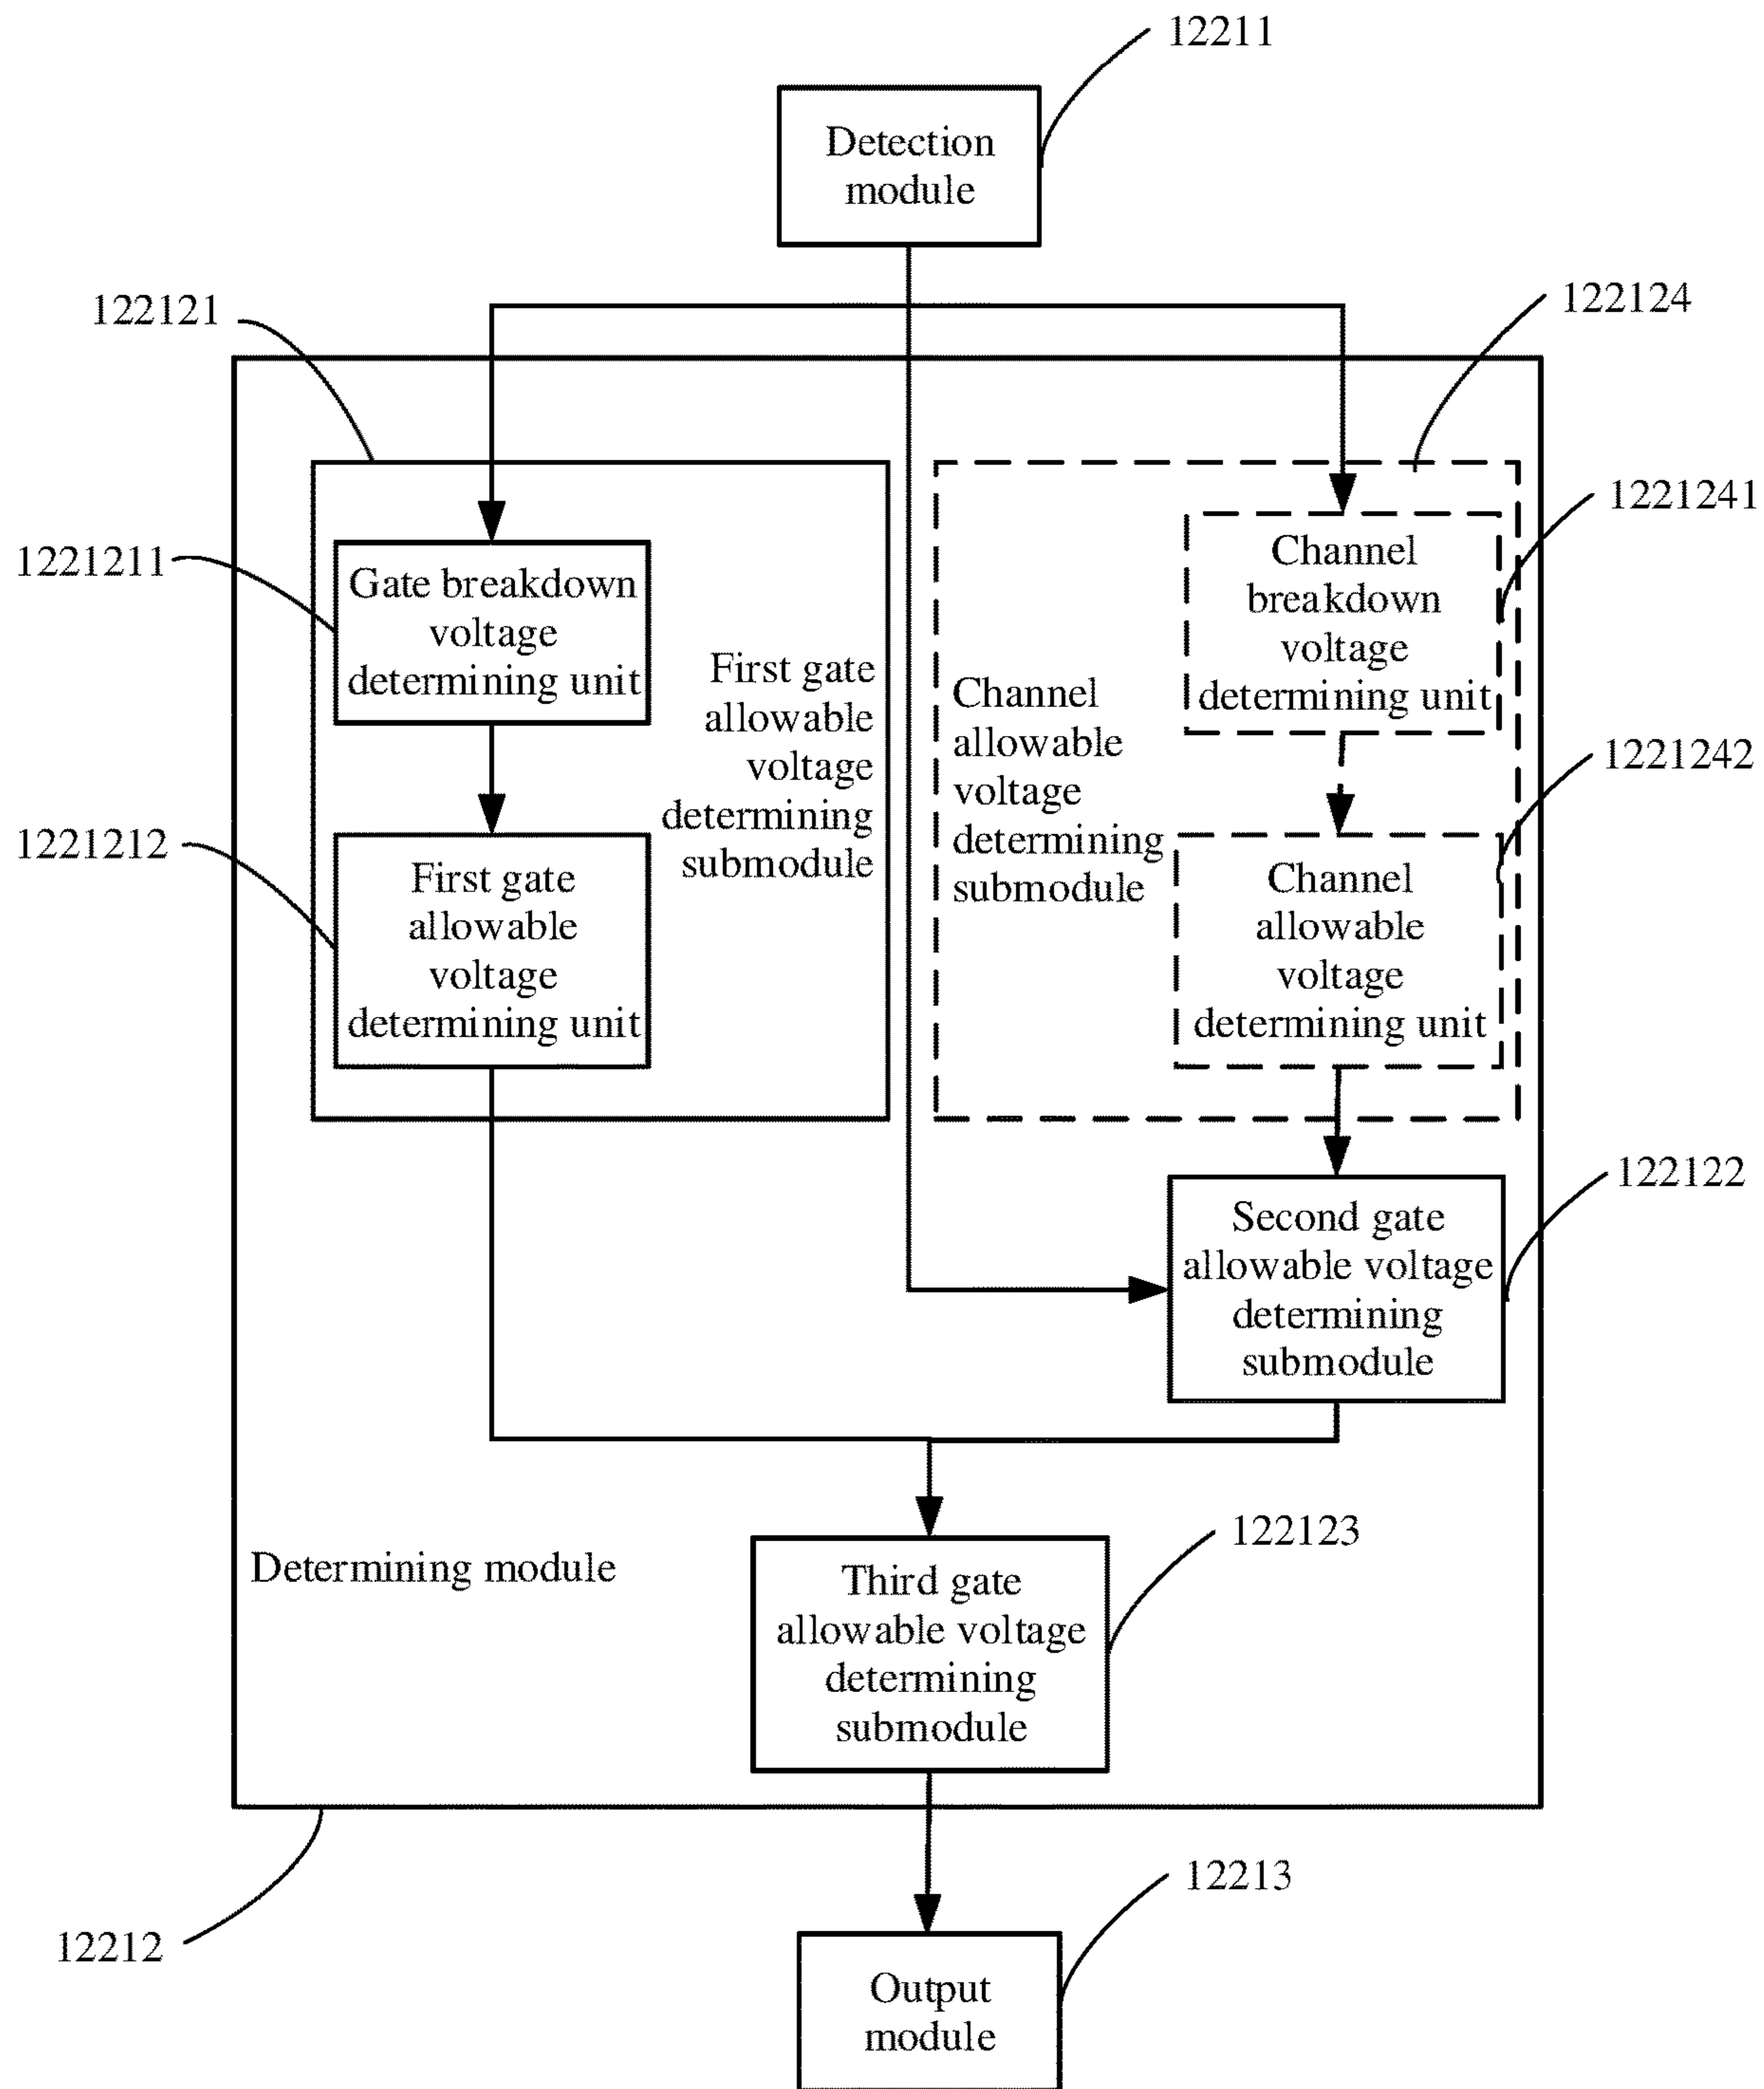 12211
Detection
module
122121
122124
1221241
1221211
Gate breakdown
voltage
determining unit
First gate
allowable
voltage
determining
submodule
Channel
allowable
voltage
determining
submodule
Channel
breakdown
voltage
determining unit
1221242
1221212
First gate
allowable
voltage
determining unit
Channel
allowable
voltage
determining unit
122122
Second gate
allowable voltage
determining
submodule
122123
Determining module
Third gate
allowable voltage
determining
submodule
12213
12212
Output
module